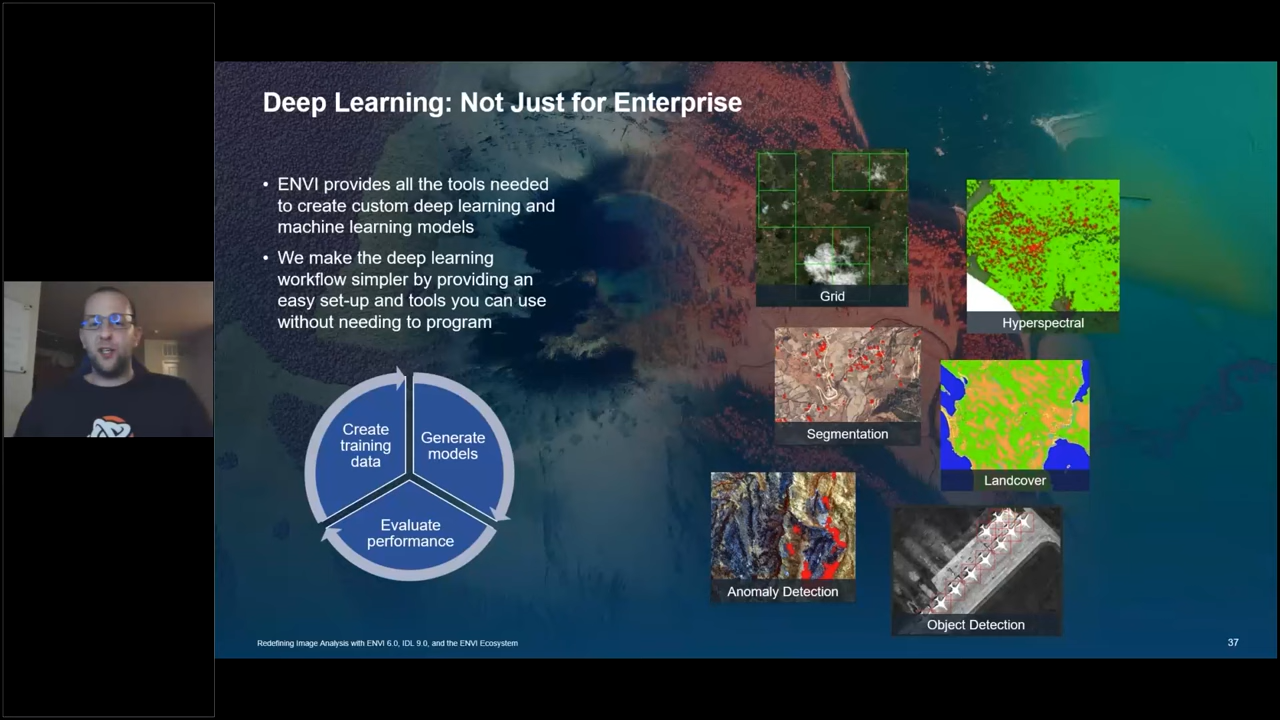 Deep Learning: Not Just for Enterprise
• ENVI provides all the tools needed
to create custom deep learning and
machine learning models
• We make the deep learning
workflow simpler by providing an
easy set-up and tools you can use
without needing to program
Create
training
data
Generate
models
Evaluate
performance
Grid
Hyperspectral
Segmentation
Landcover
Anomaly Detection
Object Detection
Redefining Image Analysis with ENVI 6.0, IDL 9.0, and the ENVI Ecosystem
37